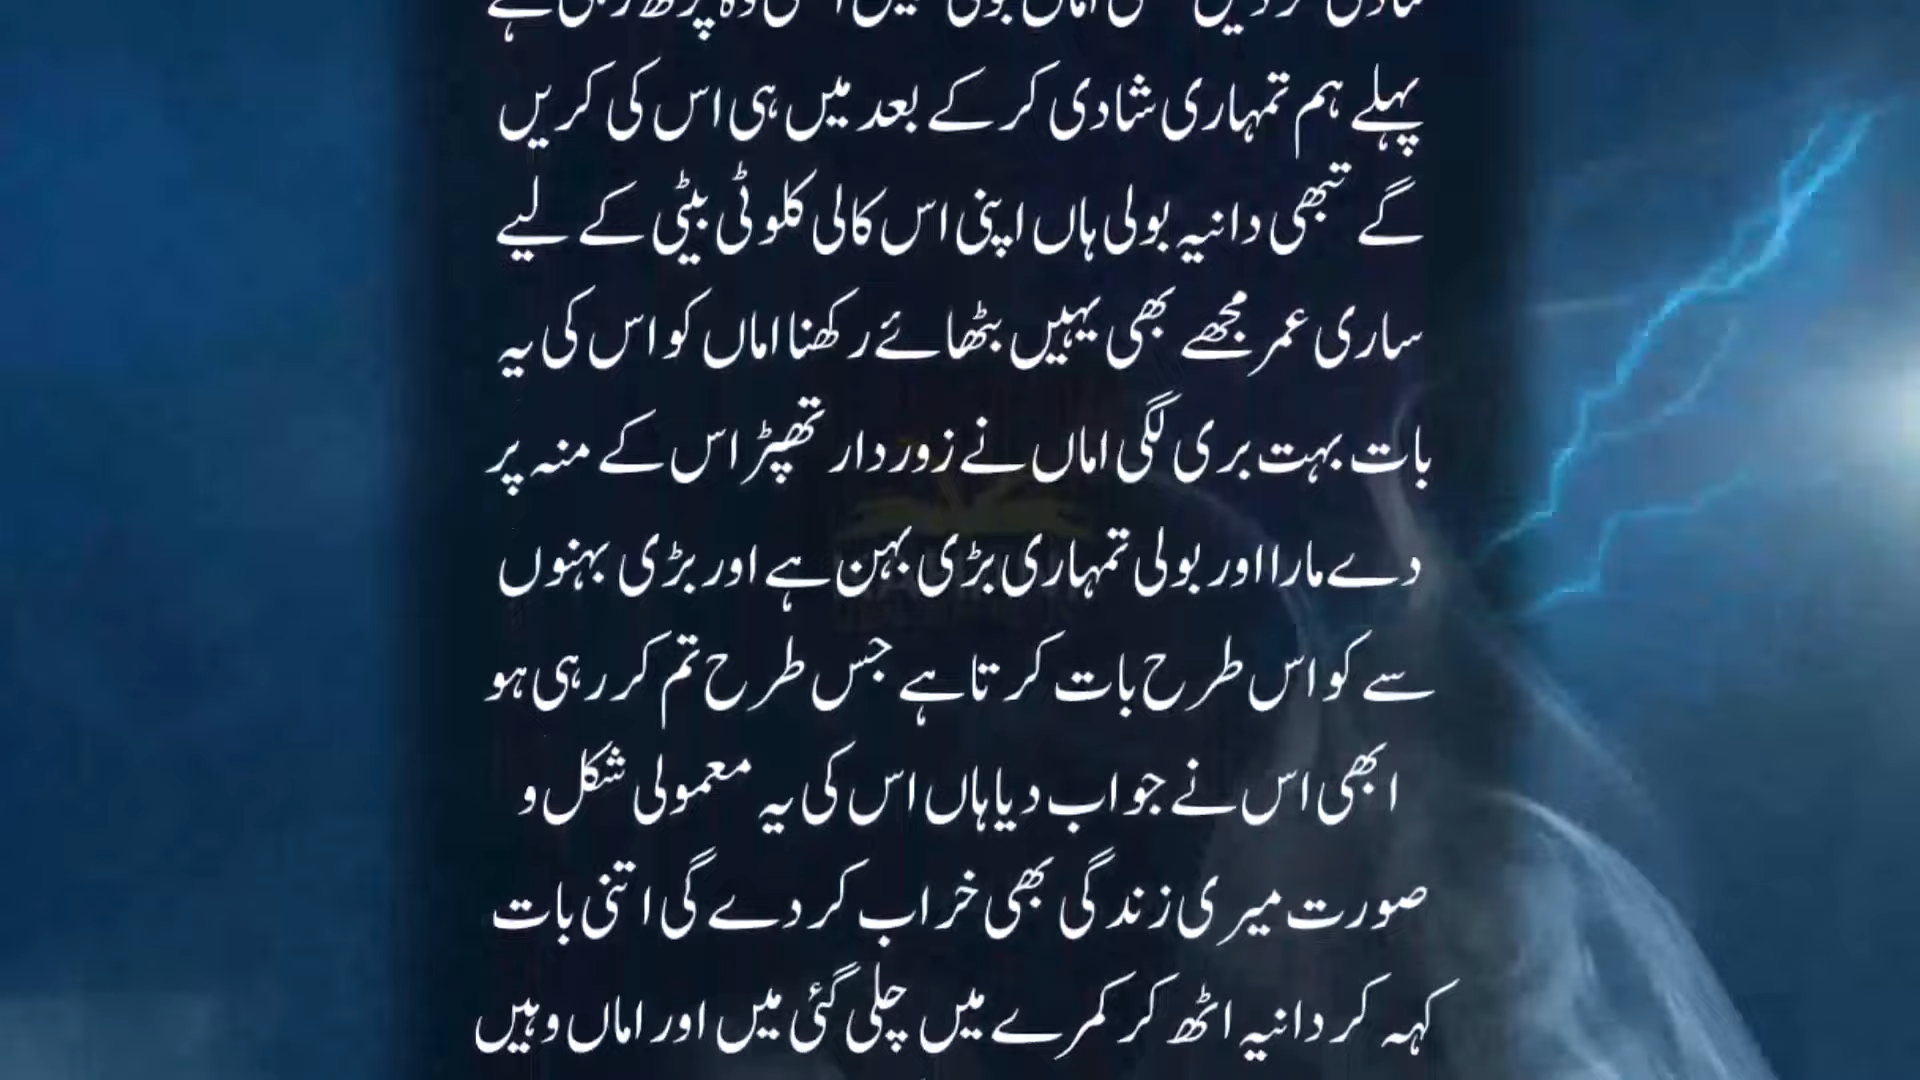 پہلے ہم تمہاری شادی کر کے بعد میں ہی اس کی کریں
گے تبھی دانیہ بولی ہاں اپنی اس کالی کلوٹی بیٹی کے لیے
ساری عمر مجھے بھی یہیں بٹھائے رکھنا اماں کو اس کی یہ
بات بہت بری لگی اماں نے زوردار تھپڑ اس کے منہ پر
دے مارا اور بولی تمہاری بڑی بہن ہے اور بڑی بہنوں
سے کو اس طرح بات کرتا ہے جس طرح تم کر رہی ہو
ابھی اس نے جواب دیا ہاں اس کی یہ معمولی شکل و
صورت میری زندگی بھی خراب کر دے گی اتنی بات
کہہ کر دانیہ اٹھ کر کمرے میں چلی گئی میں اور اماں وہیں